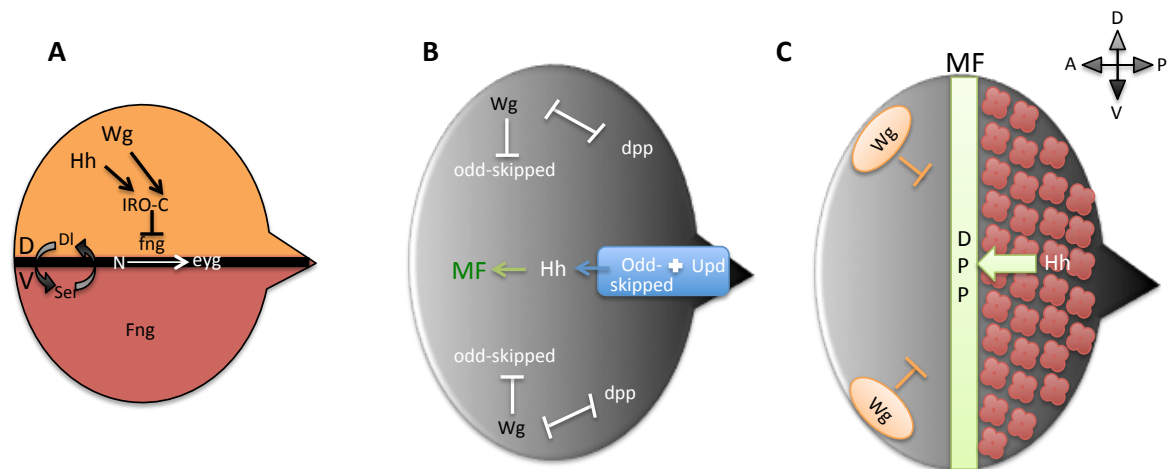 A
Wg
Hh
IRO-C
fng
D
Dl
N
eyg
V
Ser
Fng
B
Wg
dpp
odd-skipped
MF
Hh
Odd-
skipped
Upd
odd-skipped
dpp
Wg
C
MF
D
A
P
V
Wg
D
P
P
Hh
Wg